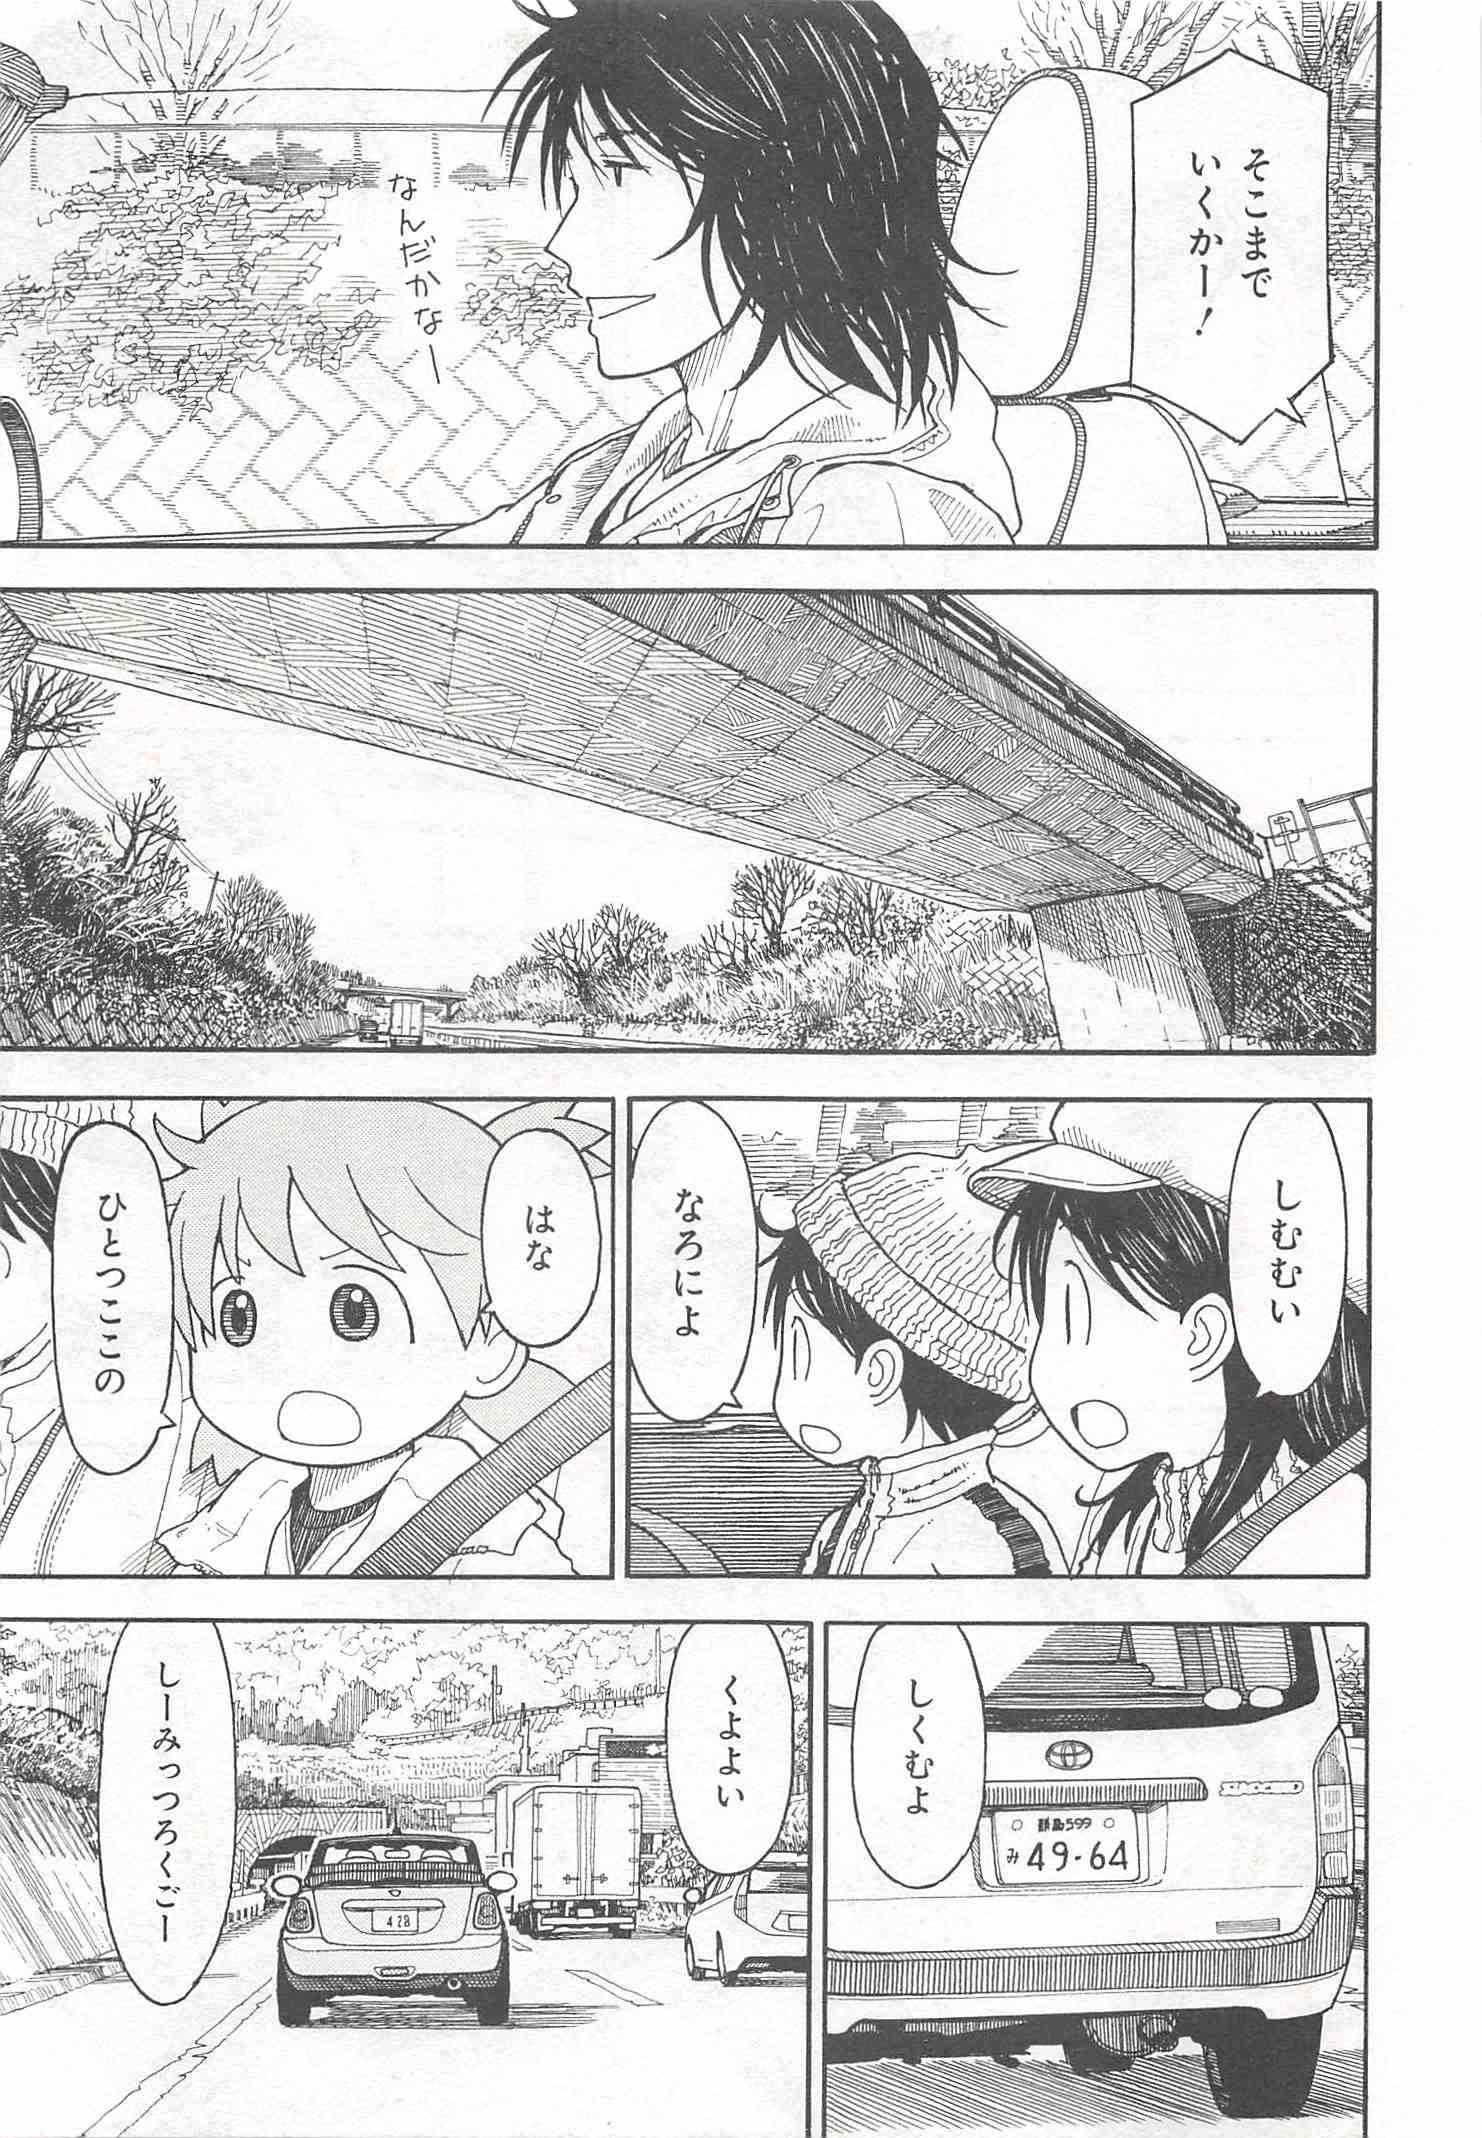 そこまで
いくかー！
なんだかなー
しむむい
なろによ
はな
ひとつここの
しくむよ
群馬599
み 49-64
くよよい
428
しーみっつろくごー